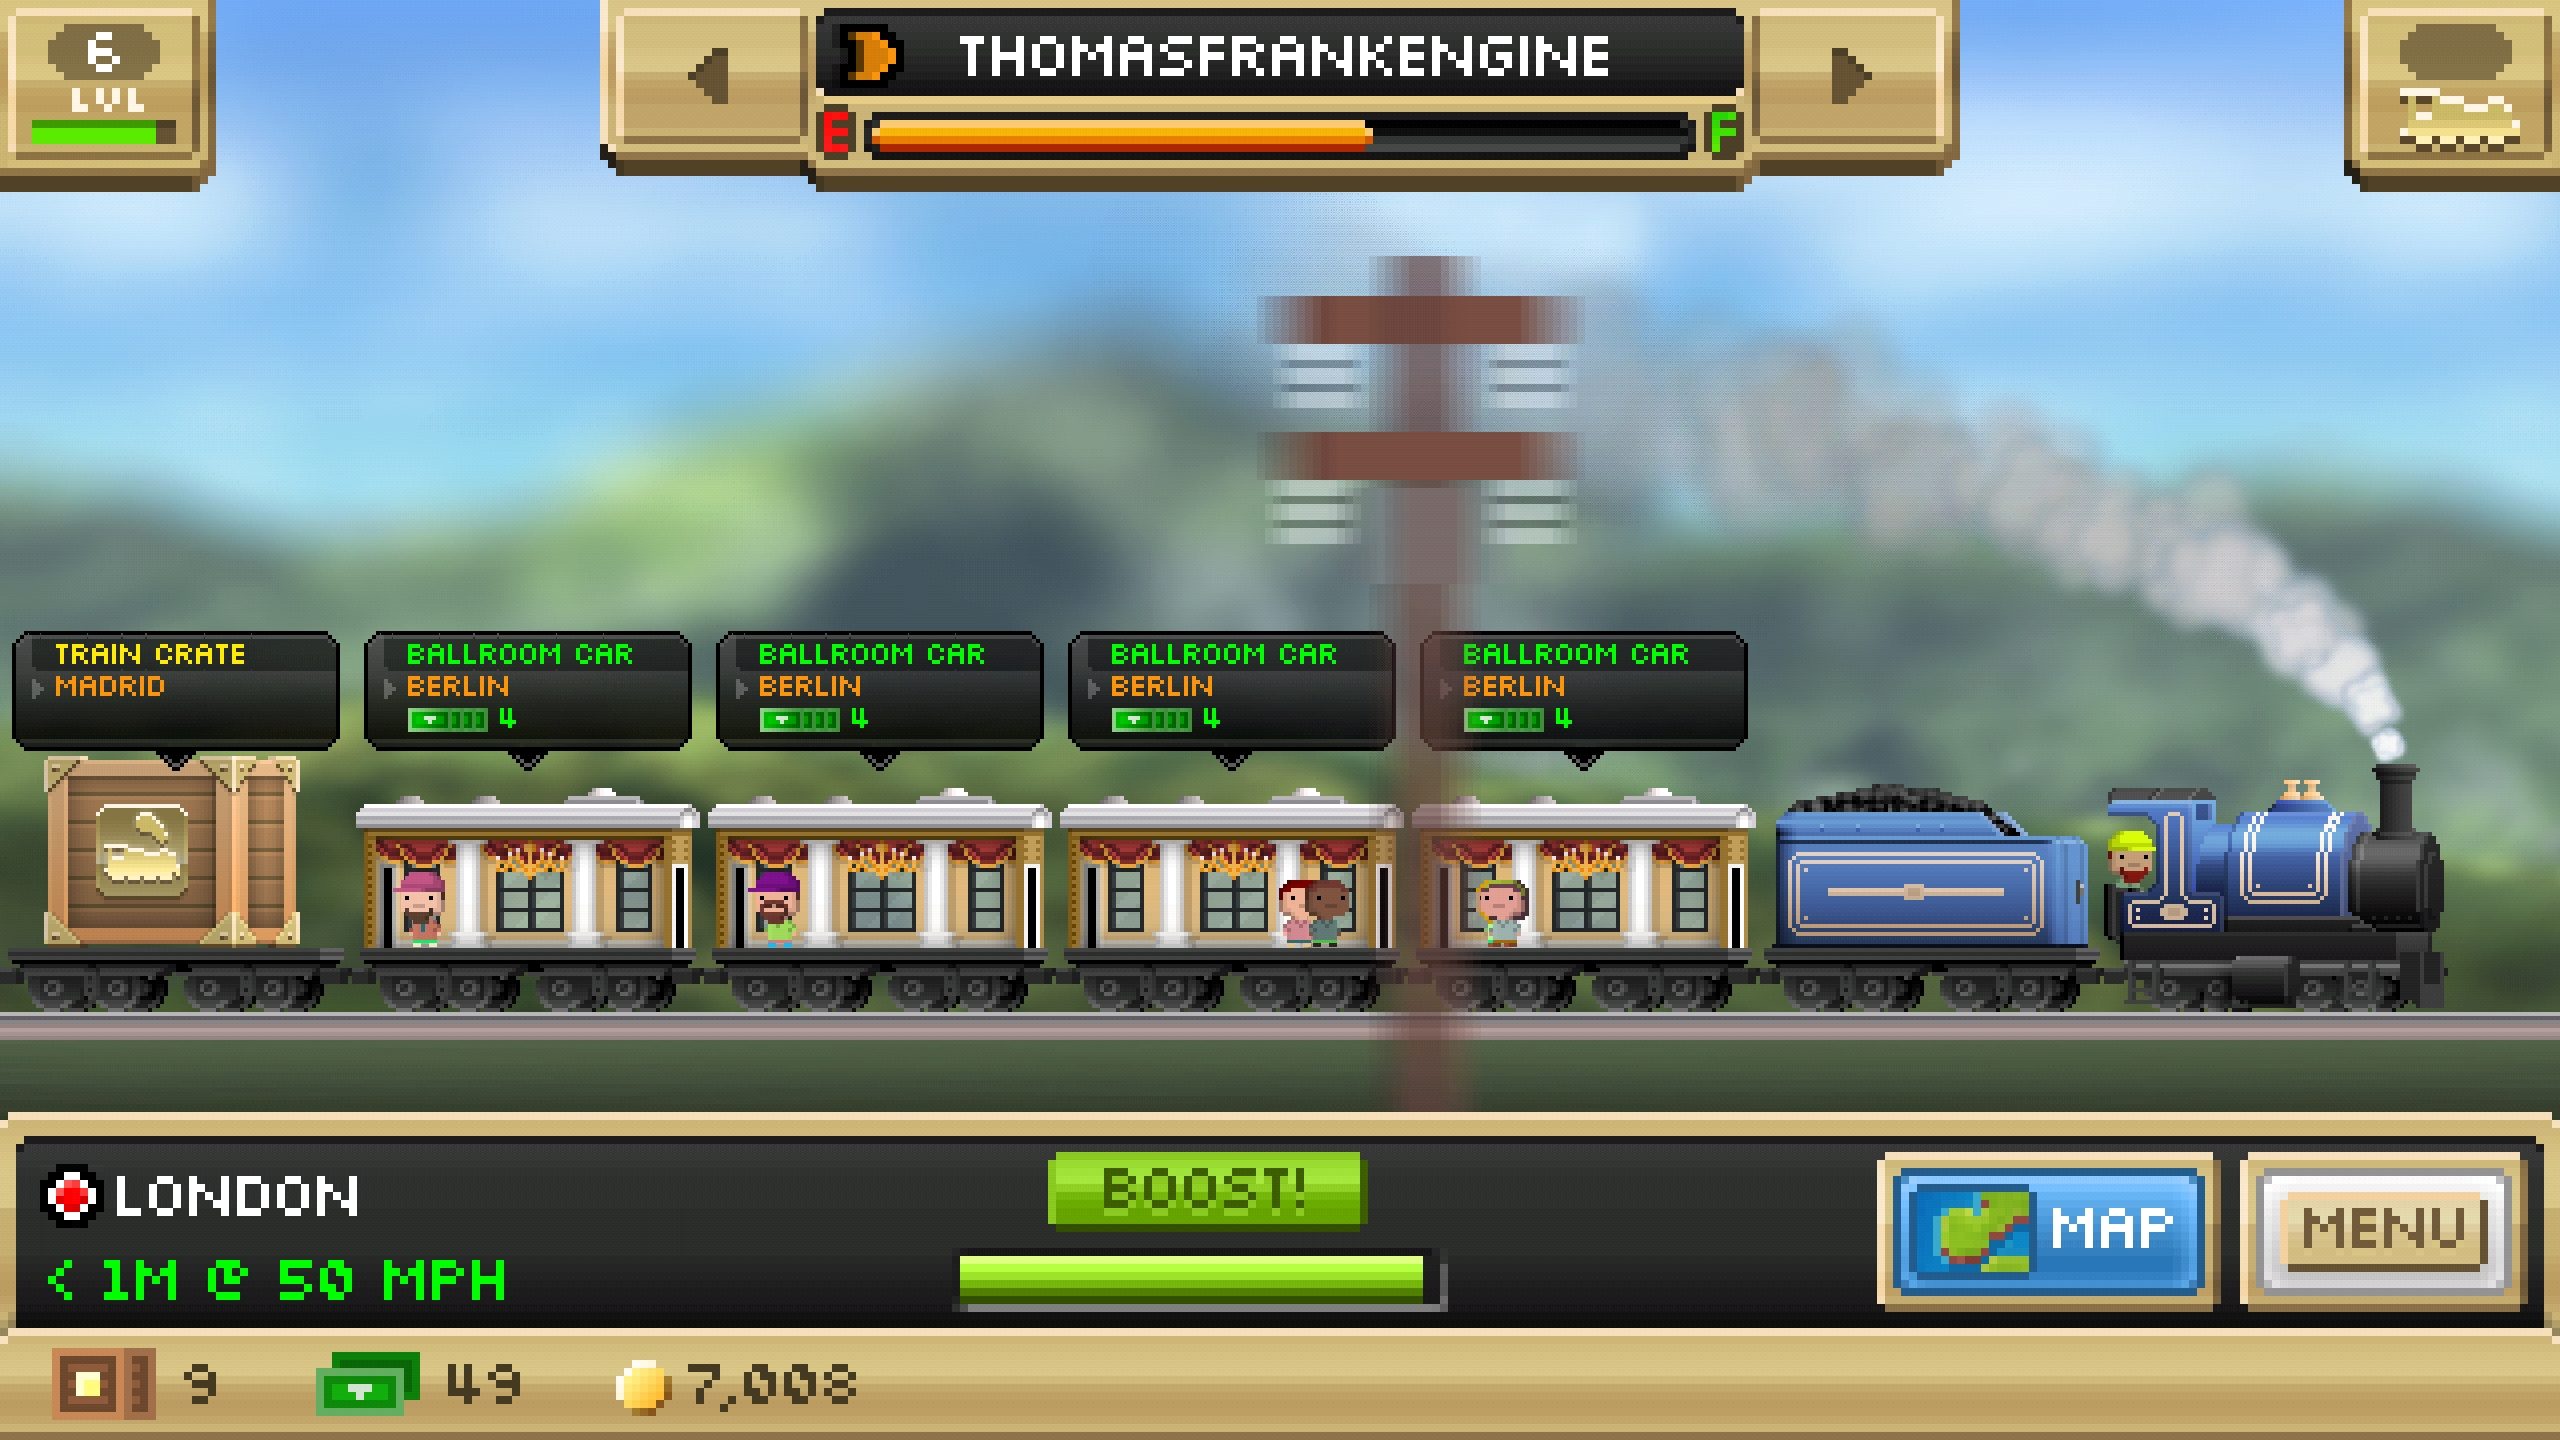 6
LVL
THOMASFRANKENGINE
E
F
TRAIN CRATE
MADRID
BALLROOM CAR
BERLIN
4
BALLROOM CAR
BERLIN
4
BALLROOM CAR
BERLIN
4
BALLROOM CAR
BERLIN
4
LONDON
< 1M @ 50 MPH
BOOST!
MAP
MENU
9
49
7,008